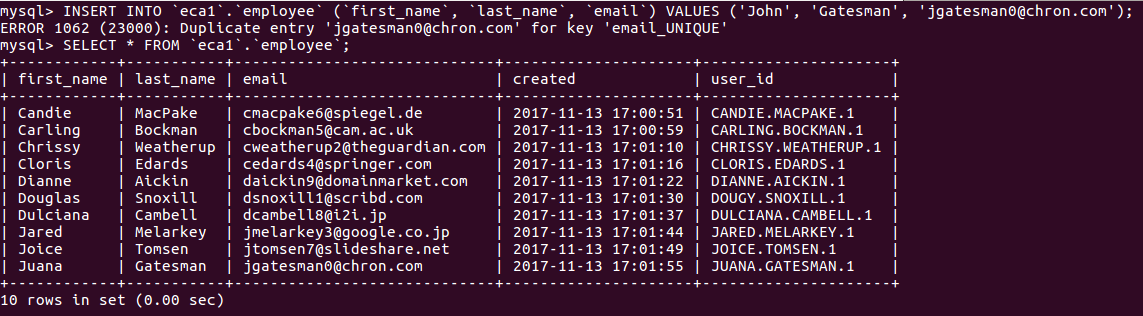 mysql> INSERT INTO `eca1`.`employee` (`first_name`, `last_name`, `email`) VALUES ('John', 'Gatesman', 'jgatesman0@chron.com');
ERROR 1062 (23000): Duplicate entry 'jgatesman0@chron.com' for key 'email_UNIQUE'
mysql> SELECT * FROM `eca1`.`employee`;
+------------+-----------+----------------------------+---------------------+---------------------+
| first_name | last_name | email                      | created             | user_id             |
+------------+-----------+----------------------------+---------------------+---------------------+
| Candie     | MacPake   | cmacpake6@spiegel.de       | 2017-11-13 17:00:51 | CANDIE.MACPAKE.1    |
| Carling    | Bockman   | cbockman5@cam.ac.uk        | 2017-11-13 17:00:59 | CARLING.BOCKMAN.1   |
| Chrissy    | Weatherup | cweatherup2@theguardian.com | 2017-11-13 17:01:10 | CHRISSY.WEATHERUP.1 |
| Cloris     | Edards    | cedards4@springer.com      | 2017-11-13 17:01:16 | CLORIS.EDARDS.1     |
| Dianne     | Aickin    | daickin9@domainmarket.com  | 2017-11-13 17:01:22 | DIANNE.AICKIN.1     |
| Douglas    | Snoxill   | dsnoxill1@scribd.com       | 2017-11-13 17:01:30 | DOUGY.SNOXILL.1     |
| Dulciana   | Cambell   | dcambell8@i2i.jp           | 2017-11-13 17:01:37 | DULCIANA.CAMBELL.1  |
| Jared      | Melarkey  | jmelarkey3@google.co.jp    | 2017-11-13 17:01:44 | JARED.MELARKEY.1    |
| Joice      | Tomsen    | jtomsen7@slideshare.net    | 2017-11-13 17:01:49 | JOICE.TOMSEN.1      |
| Juana      | Gatesman  | jgatesman0@chron.com       | 2017-11-13 17:01:55 | JUANA.GATESMAN.1    |
+------------+-----------+----------------------------+---------------------+---------------------+
10 rows in set (0.00 sec)